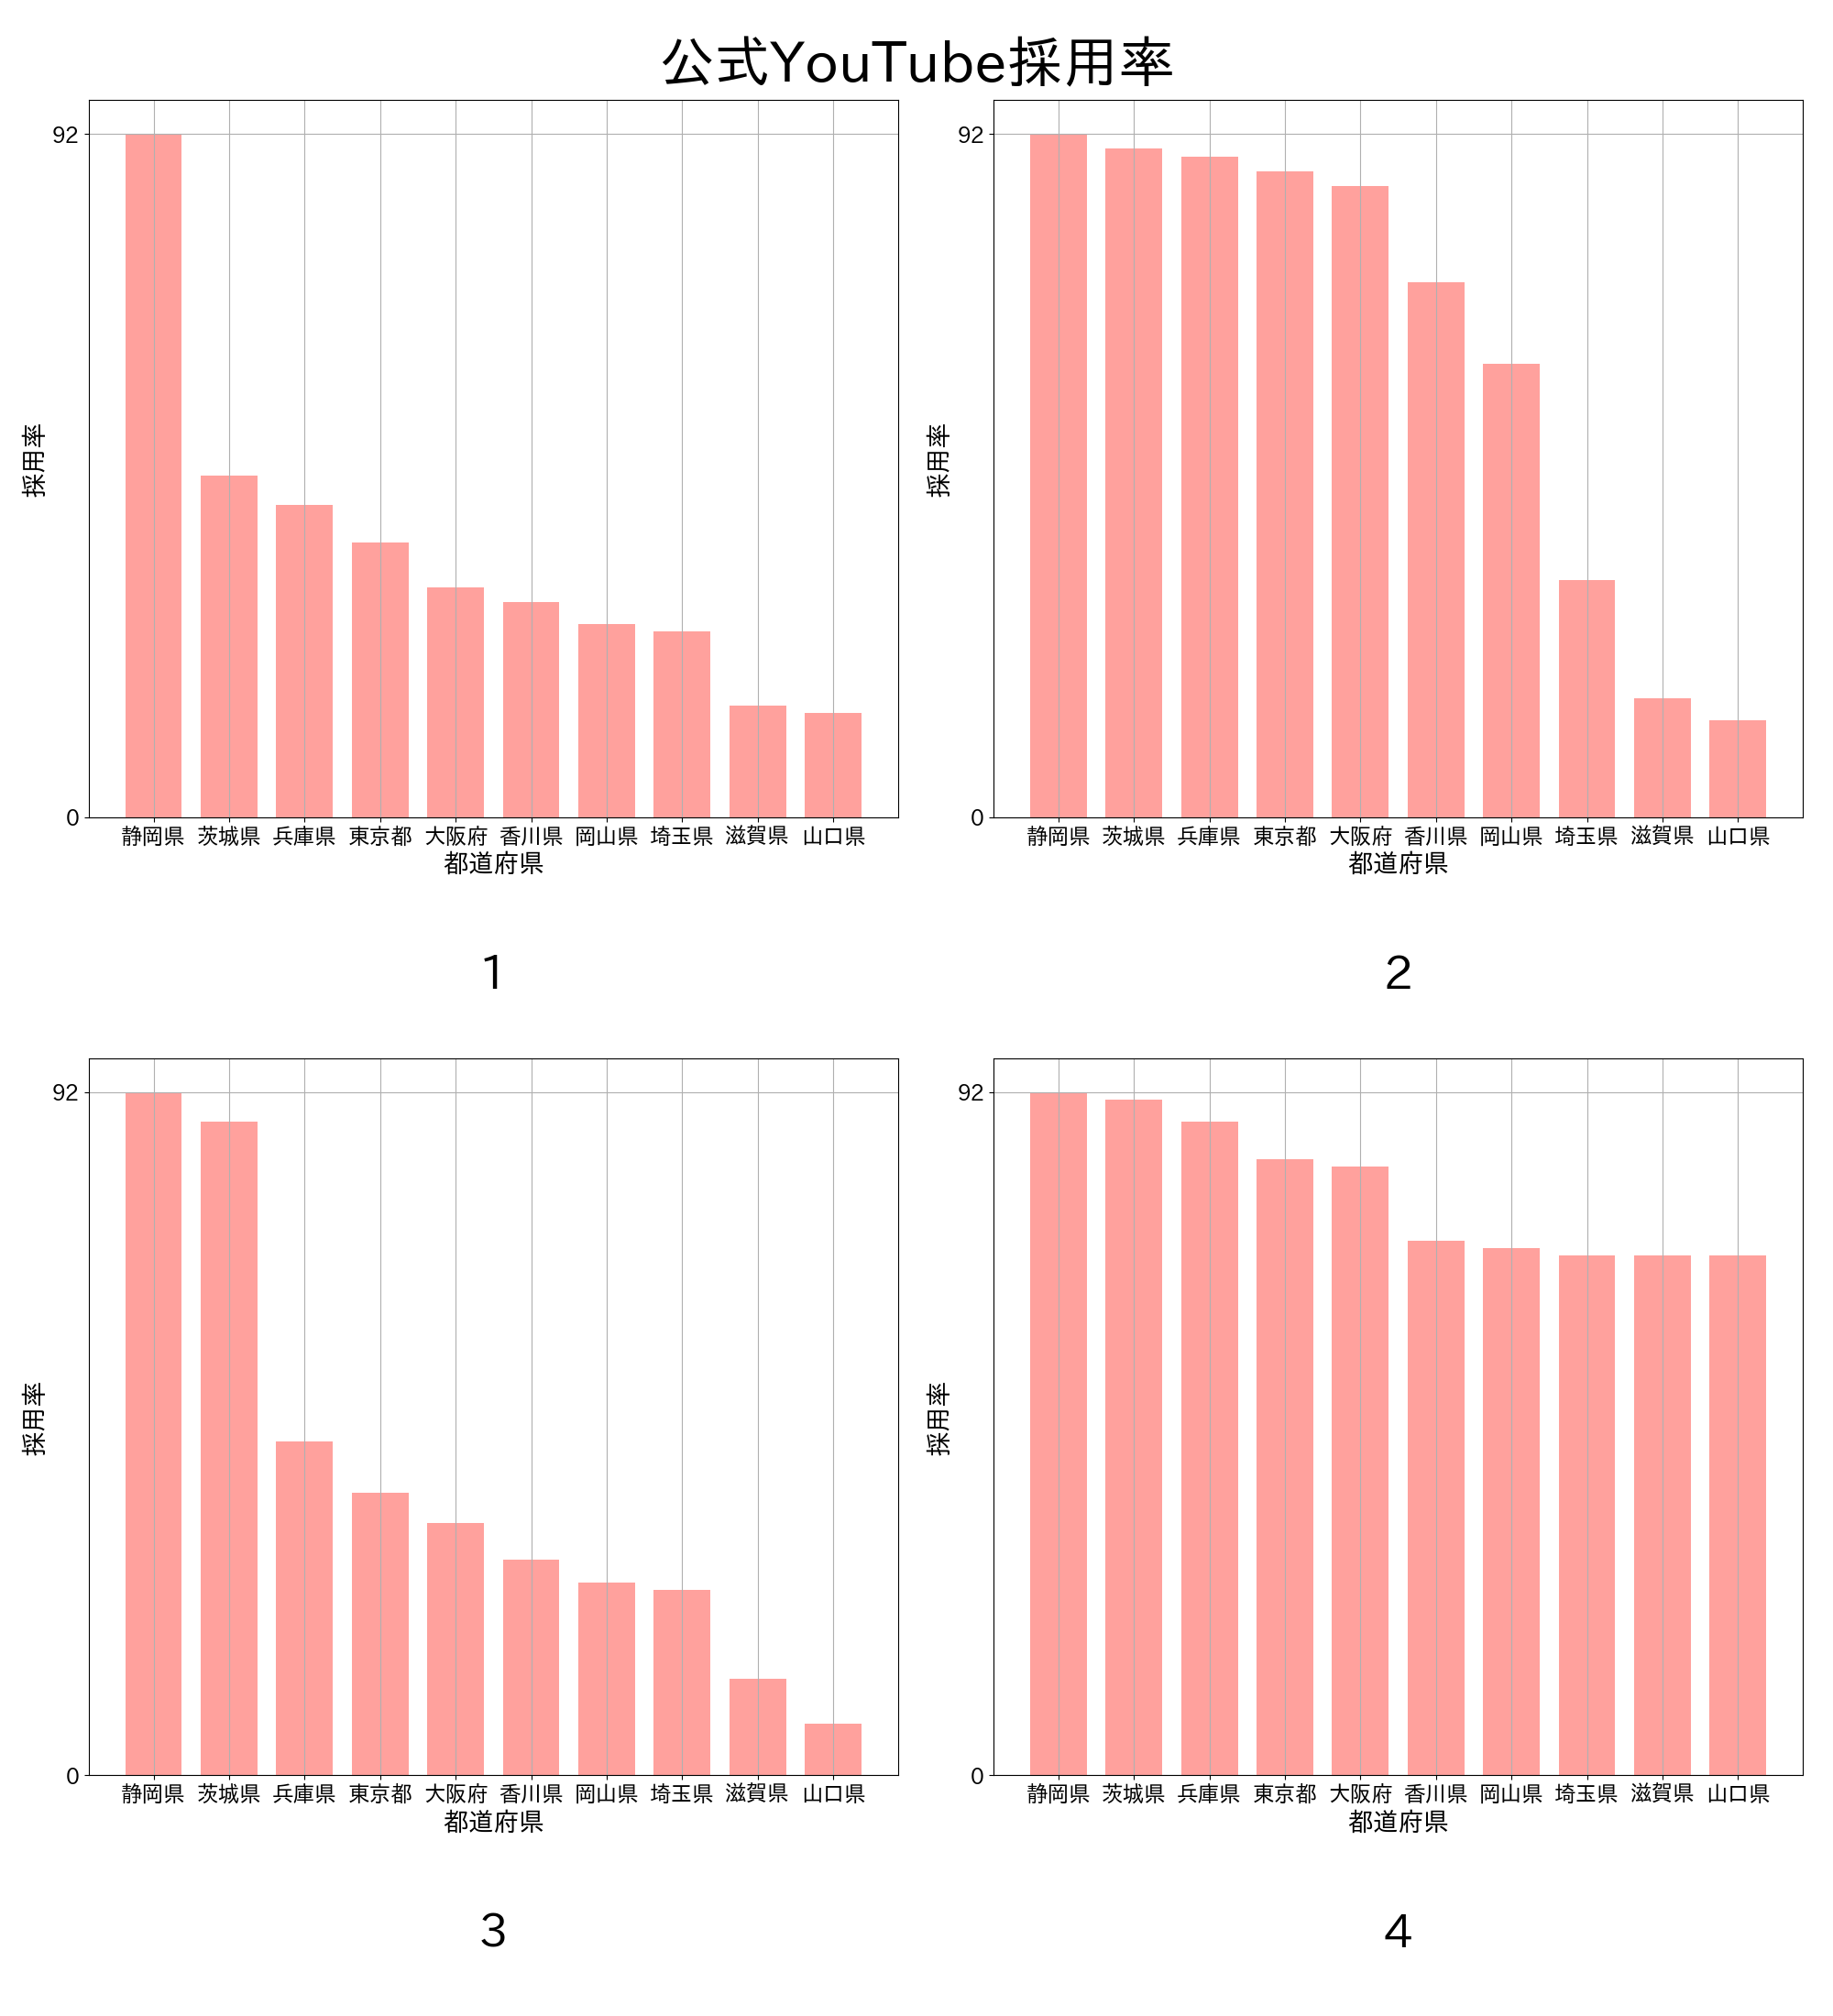 公式YouTube採用率
92
0
採用率
静岡県 茨城県 兵庫県 東京都 大阪府 香川県 岡山県 埼玉県 滋賀県 山口県
都道府県
1
92
0
採用率
静岡県 茨城県 兵庫県 東京都 大阪府 香川県 岡山県 埼玉県 滋賀県 山口県
都道府県
2
92
0
採用率
静岡県 茨城県 兵庫県 東京都 大阪府 香川県 岡山県 埼玉県 滋賀県 山口県
都道府県
3
92
0
採用率
静岡県 茨城県 兵庫県 東京都 大阪府 香川県 岡山県 埼玉県 滋賀県 山口県
都道府県
4